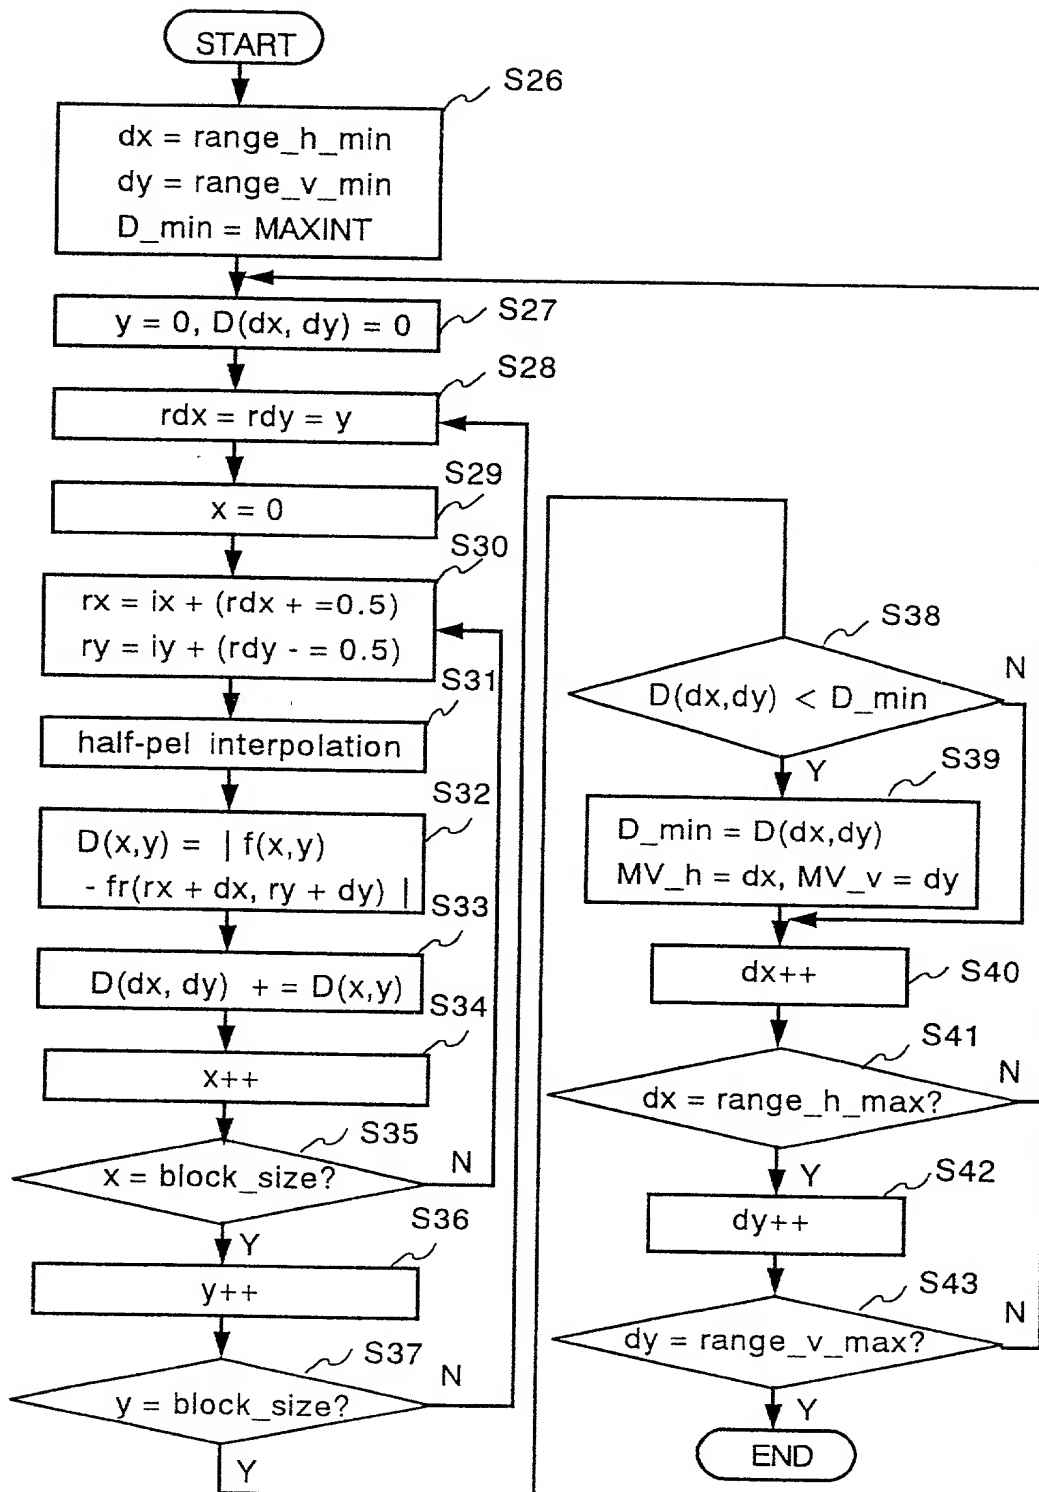 START
S26
dx = range_h_min
dy = range_v_min
D_min = MAXINT
S27
y = 0, D(dx, dy) = 0
S28
rdx = rdy = y
S29
x = 0
S30
rx = ix + (rdx + =0.5)
ry = iy + (rdy - = 0.5)
S31
half-pel interpolation
S32
D(x,y) = | f(x,y)
- fr(rx + dx, ry + dy) |
S33
D(dx, dy) + = D(x,y)
S34
x++
S35
x = block_size?
N
Y
S36
y++
S37
y = block_size?
N
Y
S38
D(dx,dy) < D_min
N
Y
S39
D_min = D(dx,dy)
MV_h = dx, MV_v = dy
S40
dx++
S41
dx = range_h_max?
N
Y
S42
dy++
S43
dy = range_v_max?
N
Y
END